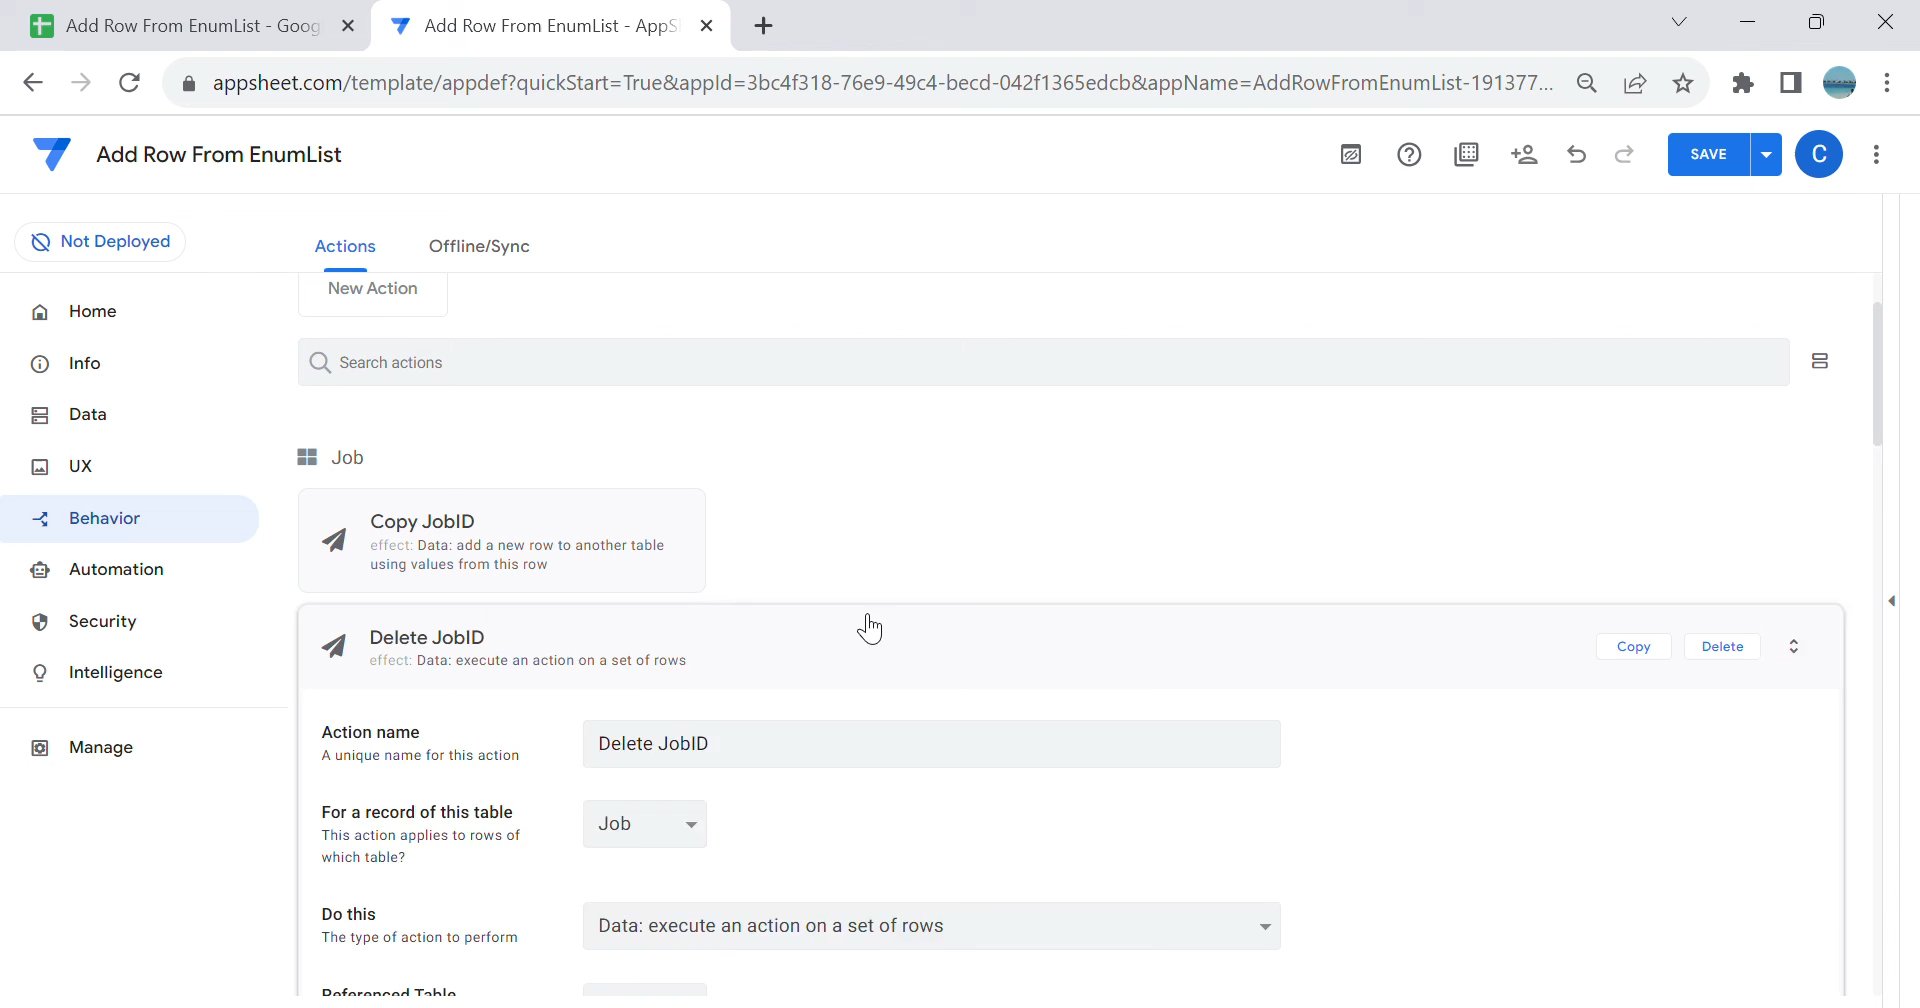 Add Row From EnumList - Goog
Add Row From EnumList - AppS
appsheet.com/template/appdef?quickStart=True&appId=3bc4f318-76e9-49c4-becd-042f1365edcb&appName=AddRowFromEnumList-191377...
Add Row From EnumList
SAVE
C
Not Deployed
Actions
Offline/Sync
New Action
Home
Info
Search actions
Data
Job
UX
Behavior
Copy JobID
effect: Data: add a new row to another table
using values from this row
Automation
Security
Delete JobID
effect: Data: execute an action on a set of rows
Copy
Delete
Intelligence
Action name
A unique name for this action
Delete JobID
Manage
For a record of this table
This action applies to rows of
which table?
Job
Do this
The type of action to perform
Data: execute an action on a set of rows
Referenced Table